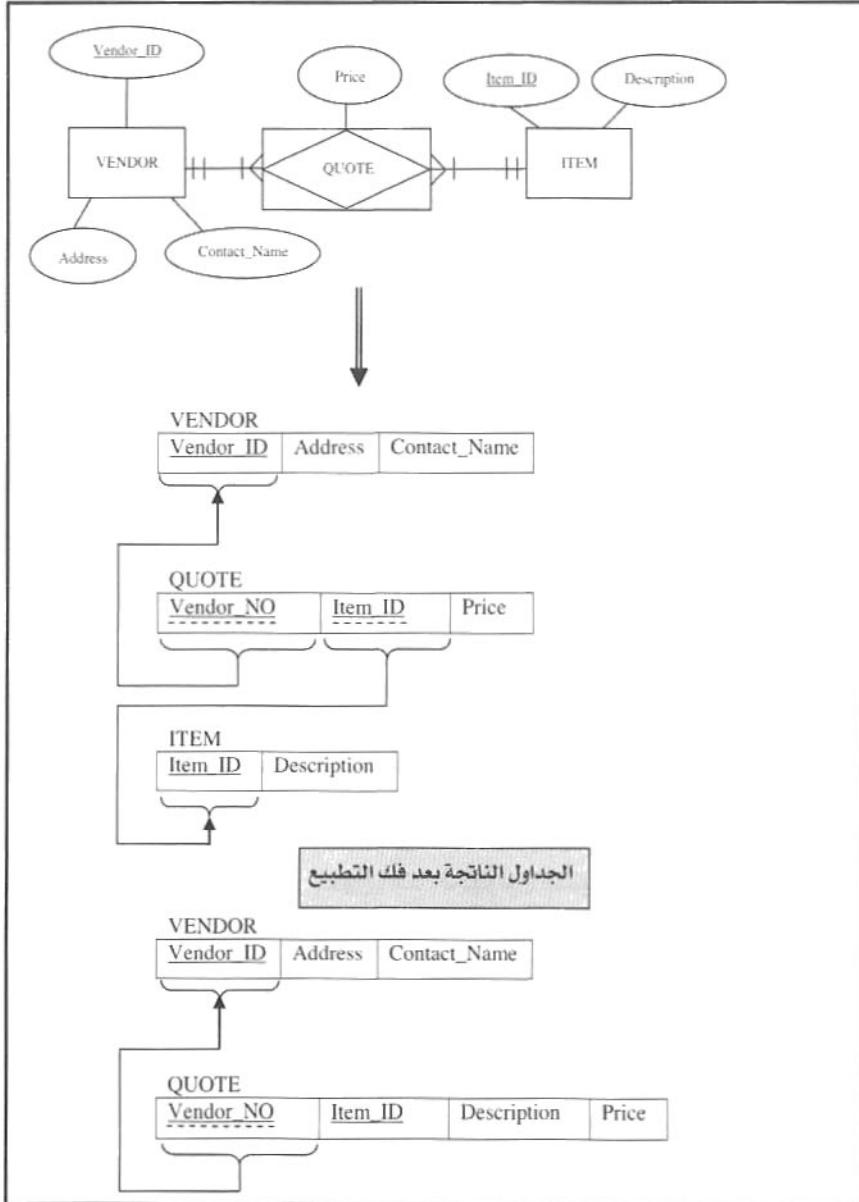 Vendor_ID
Price
Item_ID
Description
VENDOR
QUOTE
ITEM
Address
Contact_Name
VENDOR
Vendor_ID Address Contact_Name
QUOTE
Vendor_NO Item_ID Price
ITEM
Item_ID Description
الجداول الناتجة بعد فك التطبيع
VENDOR
Vendor_ID Address Contact_Name
QUOTE
Vendor_NO Item_ID Description Price